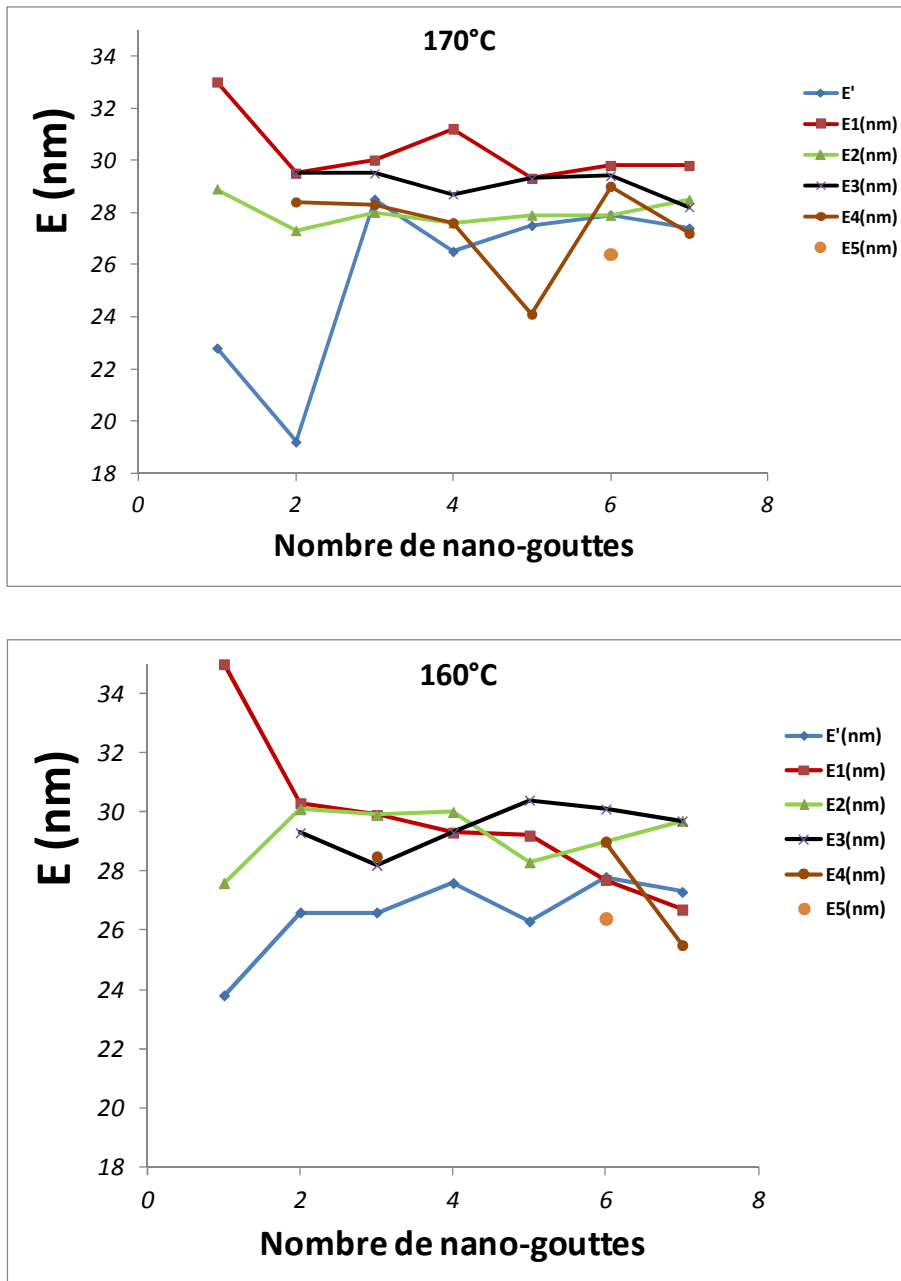 170°C
E (nm)
34
32
30
28
26
24
22
20
18
0
2
4
6
8
Nombre de nano-gouttes
E'
E1(nm)
E2(nm)
E3(nm)
E4(nm)
E5(nm)
160°C
E (nm)
34
32
30
28
26
24
22
20
18
0
2
4
6
8
Nombre de nano-gouttes
E'(nm)
E1(nm)
E2(nm)
E3(nm)
E4(nm)
E5(nm)